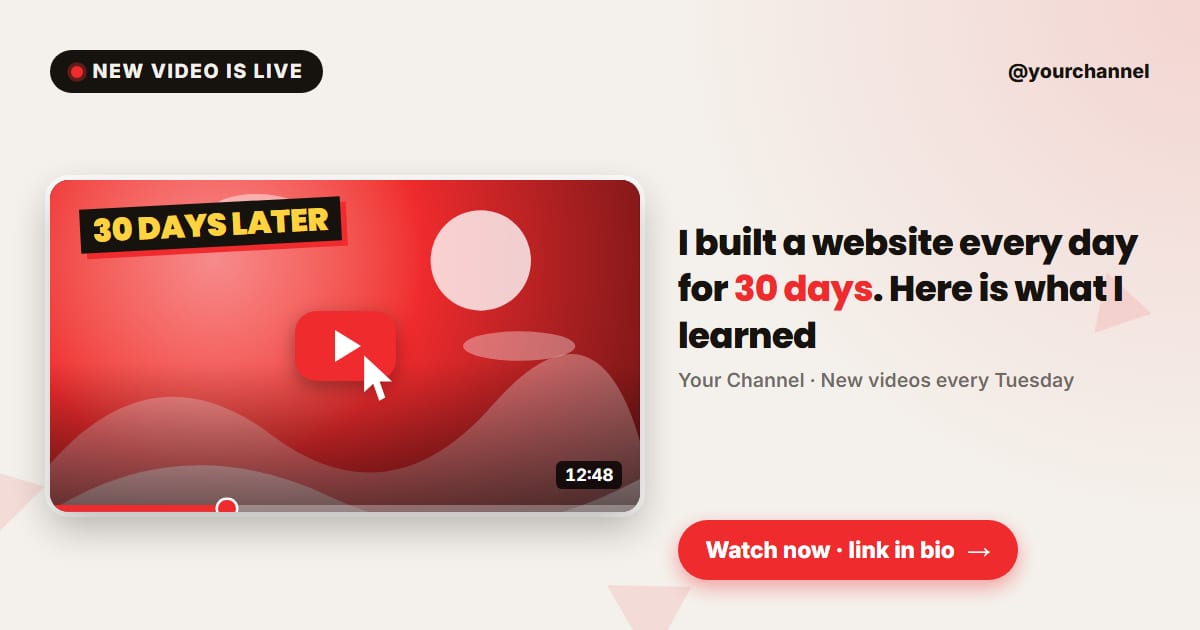 NEW VIDEO IS LIVE
@yourchannel
30 DAYS LATER
12:48
I built a website every day
for 30 days. Here is what I
learned
Your Channel · New videos every Tuesday
Watch now · link in bio →